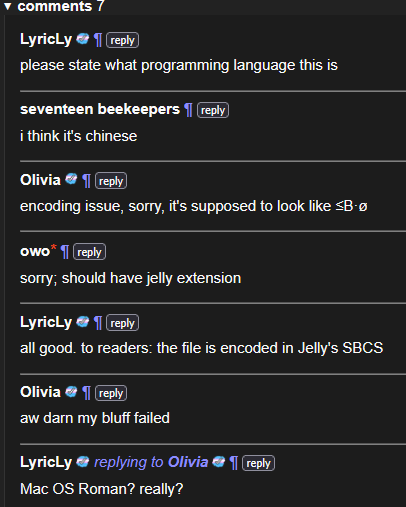 ▼ comments 7
LyricLy ¶ reply
please state what programming language this is
seventeen beekeepers ¶ reply
i think it's chinese
Olivia ¶ reply
encoding issue, sorry, it's supposed to look like ≤B·ø
owo* ¶ reply
sorry; should have jelly extension
LyricLy ¶ reply
all good. to readers: the file is encoded in Jelly's SBCS
Olivia ¶ reply
aw darn my bluff failed
LyricLy replying to Olivia ¶ reply
Mac OS Roman? really?